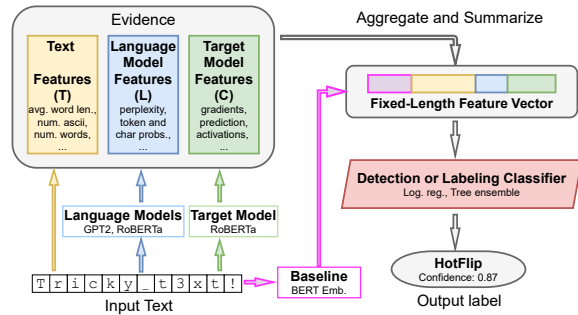 Evidence
Text
Features
(T)
avg. word len.,
num. ascii,
num. words,
...
Language
Model
Features (L)
perplexity,
token and
char probs.,
...
Target
Model
Features (C)
gradients,
prediction,
activations,
...
Aggregate and Summarize
Fixed-Length Feature Vector
Detection or Labeling Classifier
Log. reg., Tree ensemble
HotFlip
Confidence: 0.87
Output label
Language Models
GPT2, RoBERTa
Target Model
RoBERTa
Tricky_t3xt!
Input Text
Baseline
BERT Emb.